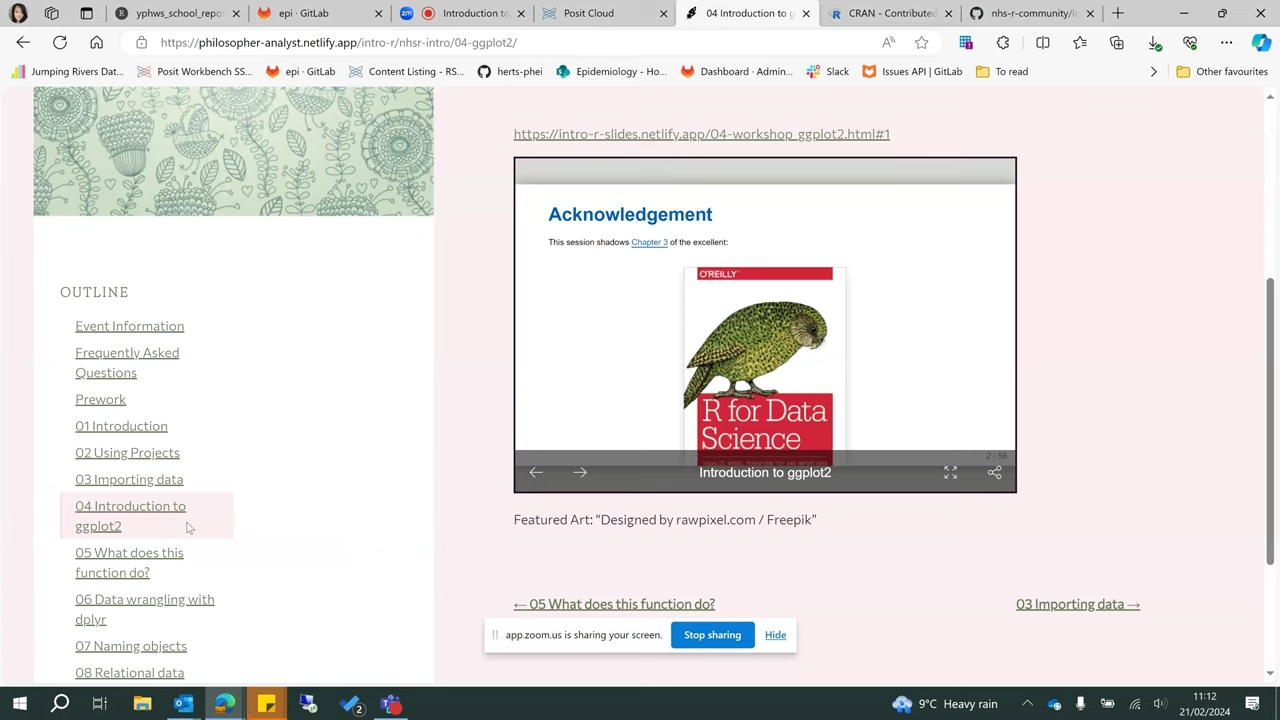 yphws_school_repo
epi · GitLab
Introduction to
Posit Cloud
04 Introduction to g
CRAN - Contributed
nhs-r-community/in
https://philosopher-analyst.netlify.app/intro-r/nhsr-intro/04-ggplot2/
Jumping Rivers Dat...
Posit Workbench SS...
epi · GitLab
Content Listing - RS...
herts-phei
Epidemiology - Ho...
Dashboard · Admin...
Slack
Issues API | GitLab
To read
Other favourites
https://intro-r-slides.netlify.app/04-workshop_ggplot2.html#1
Acknowledgement
This session shadows Chapter 3 of the excellent:
O'REILLY
R for Data
Science
2 / 56
Introduction to ggplot2
Featured Art: “Designed by rawpixel.com / Freepik”
← 05 What does this function do?
03 Importing data →
OUTLINE
Event Information
Frequently Asked
Questions
Prework
01 Introduction
02 Using Projects
03 Importing data
04 Introduction to
ggplot2
05 What does this
function do?
06 Data wrangling with
dplyr
07 Naming objects
08 Relational data
app.zoom.us is sharing your screen.
Stop sharing
Hide
2
9°C Heavy rain
11:12
21/02/2024